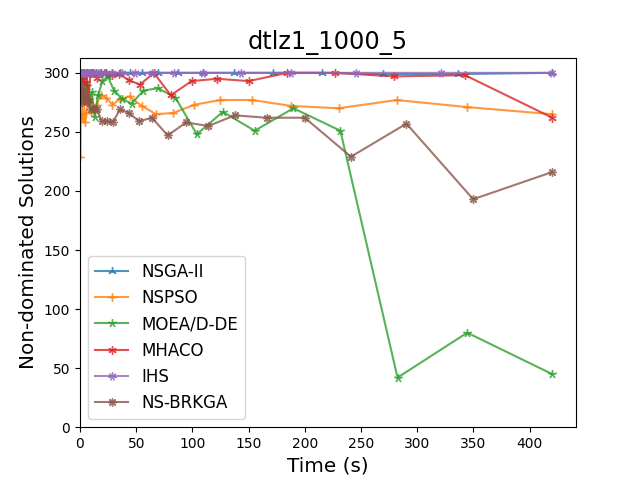 dtlz1_1000_5
Non-dominated Solutions
300
250
200
150
100
50
0
NSGA-II
NSPSO
MOEA/D-DE
MHACO
IHS
NS-BRKGA
0 50 100 150 200 250 300 350 400
Time (s)